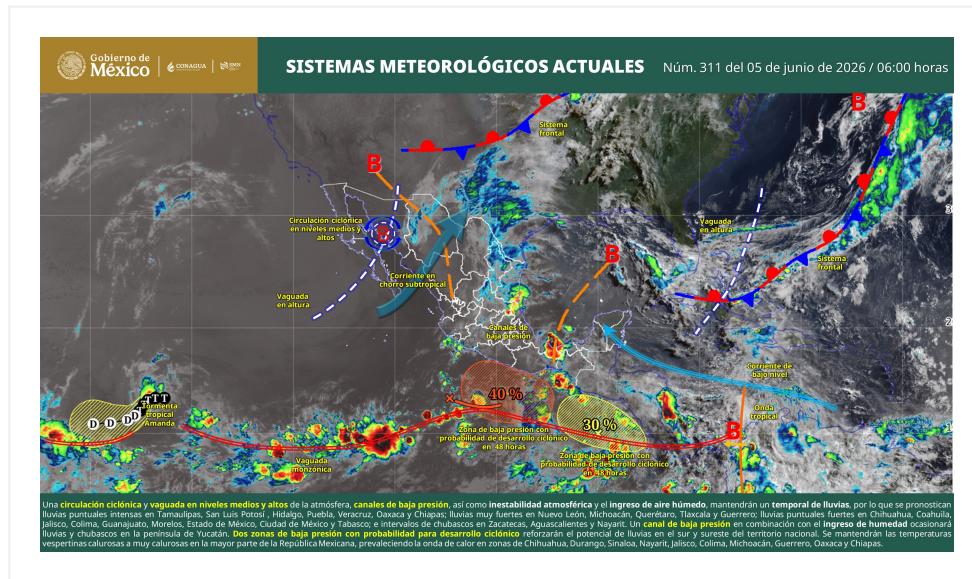 Gobierno de
México
CONAGUA
SMN
SISTEMAS METEOROLÓGICOS ACTUALES
Núm. 311 del 05 de junio de 2026 / 06:00 horas
B
Sistema
frontal
B
Circulación ciclónica
en niveles medios y
altos
B
Vaguada
en altura
Corriente en
chorro subtropical
Vaguada
en altura
B
Sistema
frontal
Canales de
baja presión
Corriente de
bajo nivel
Onda
tropical
B
40 %
30 %
D D D D T T T
Tormenta
tropical
Amanda
Vaguada
monzónica
Zona de baja presión con
probabilidad de desarrollo ciclónico
en 48 horas
Zona de baja presión con
probabilidad de desarrollo ciclónico
en 48 horas
Una circulación ciclónica y vaguada en niveles medios y altos de la atmósfera, canales de baja presión, así como inestabilidad atmosférica y el ingreso de aire húmedo, mantendrán un temporal de lluvias, por lo que se pronostican
lluvias puntuales intensas en Tamaulipas, San Luis Potosí , Hidalgo, Puebla, Veracruz, Oaxaca y Chiapas; lluvias muy fuertes en Nuevo León, Michoacán, Querétaro, Tlaxcala y Guerrero; lluvias puntuales fuertes en Chihuahua, Coahuila,
Jalisco, Colima, Guanajuato, Morelos, Estado de México, Ciudad de México y Tabasco; e intervalos de chubascos en Zacatecas, Aguascalientes y Nayarit. Un canal de baja presión en combinación con el ingreso de humedad ocasionará
lluvias y chubascos en la península de Yucatán. Dos zonas de baja presión con probabilidad para desarrollo ciclónico reforzarán el potencial de lluvias en el sur y sureste del territorio nacional. Se mantendrán las temperaturas
vespertinas calurosas a muy calurosas en la mayor parte de la República Mexicana, prevaleciendo la onda de calor en zonas de Chihuahua, Durango, Sinaloa, Nayarit, Jalisco, Colima, Michoacán, Guerrero, Oaxaca y Chiapas.